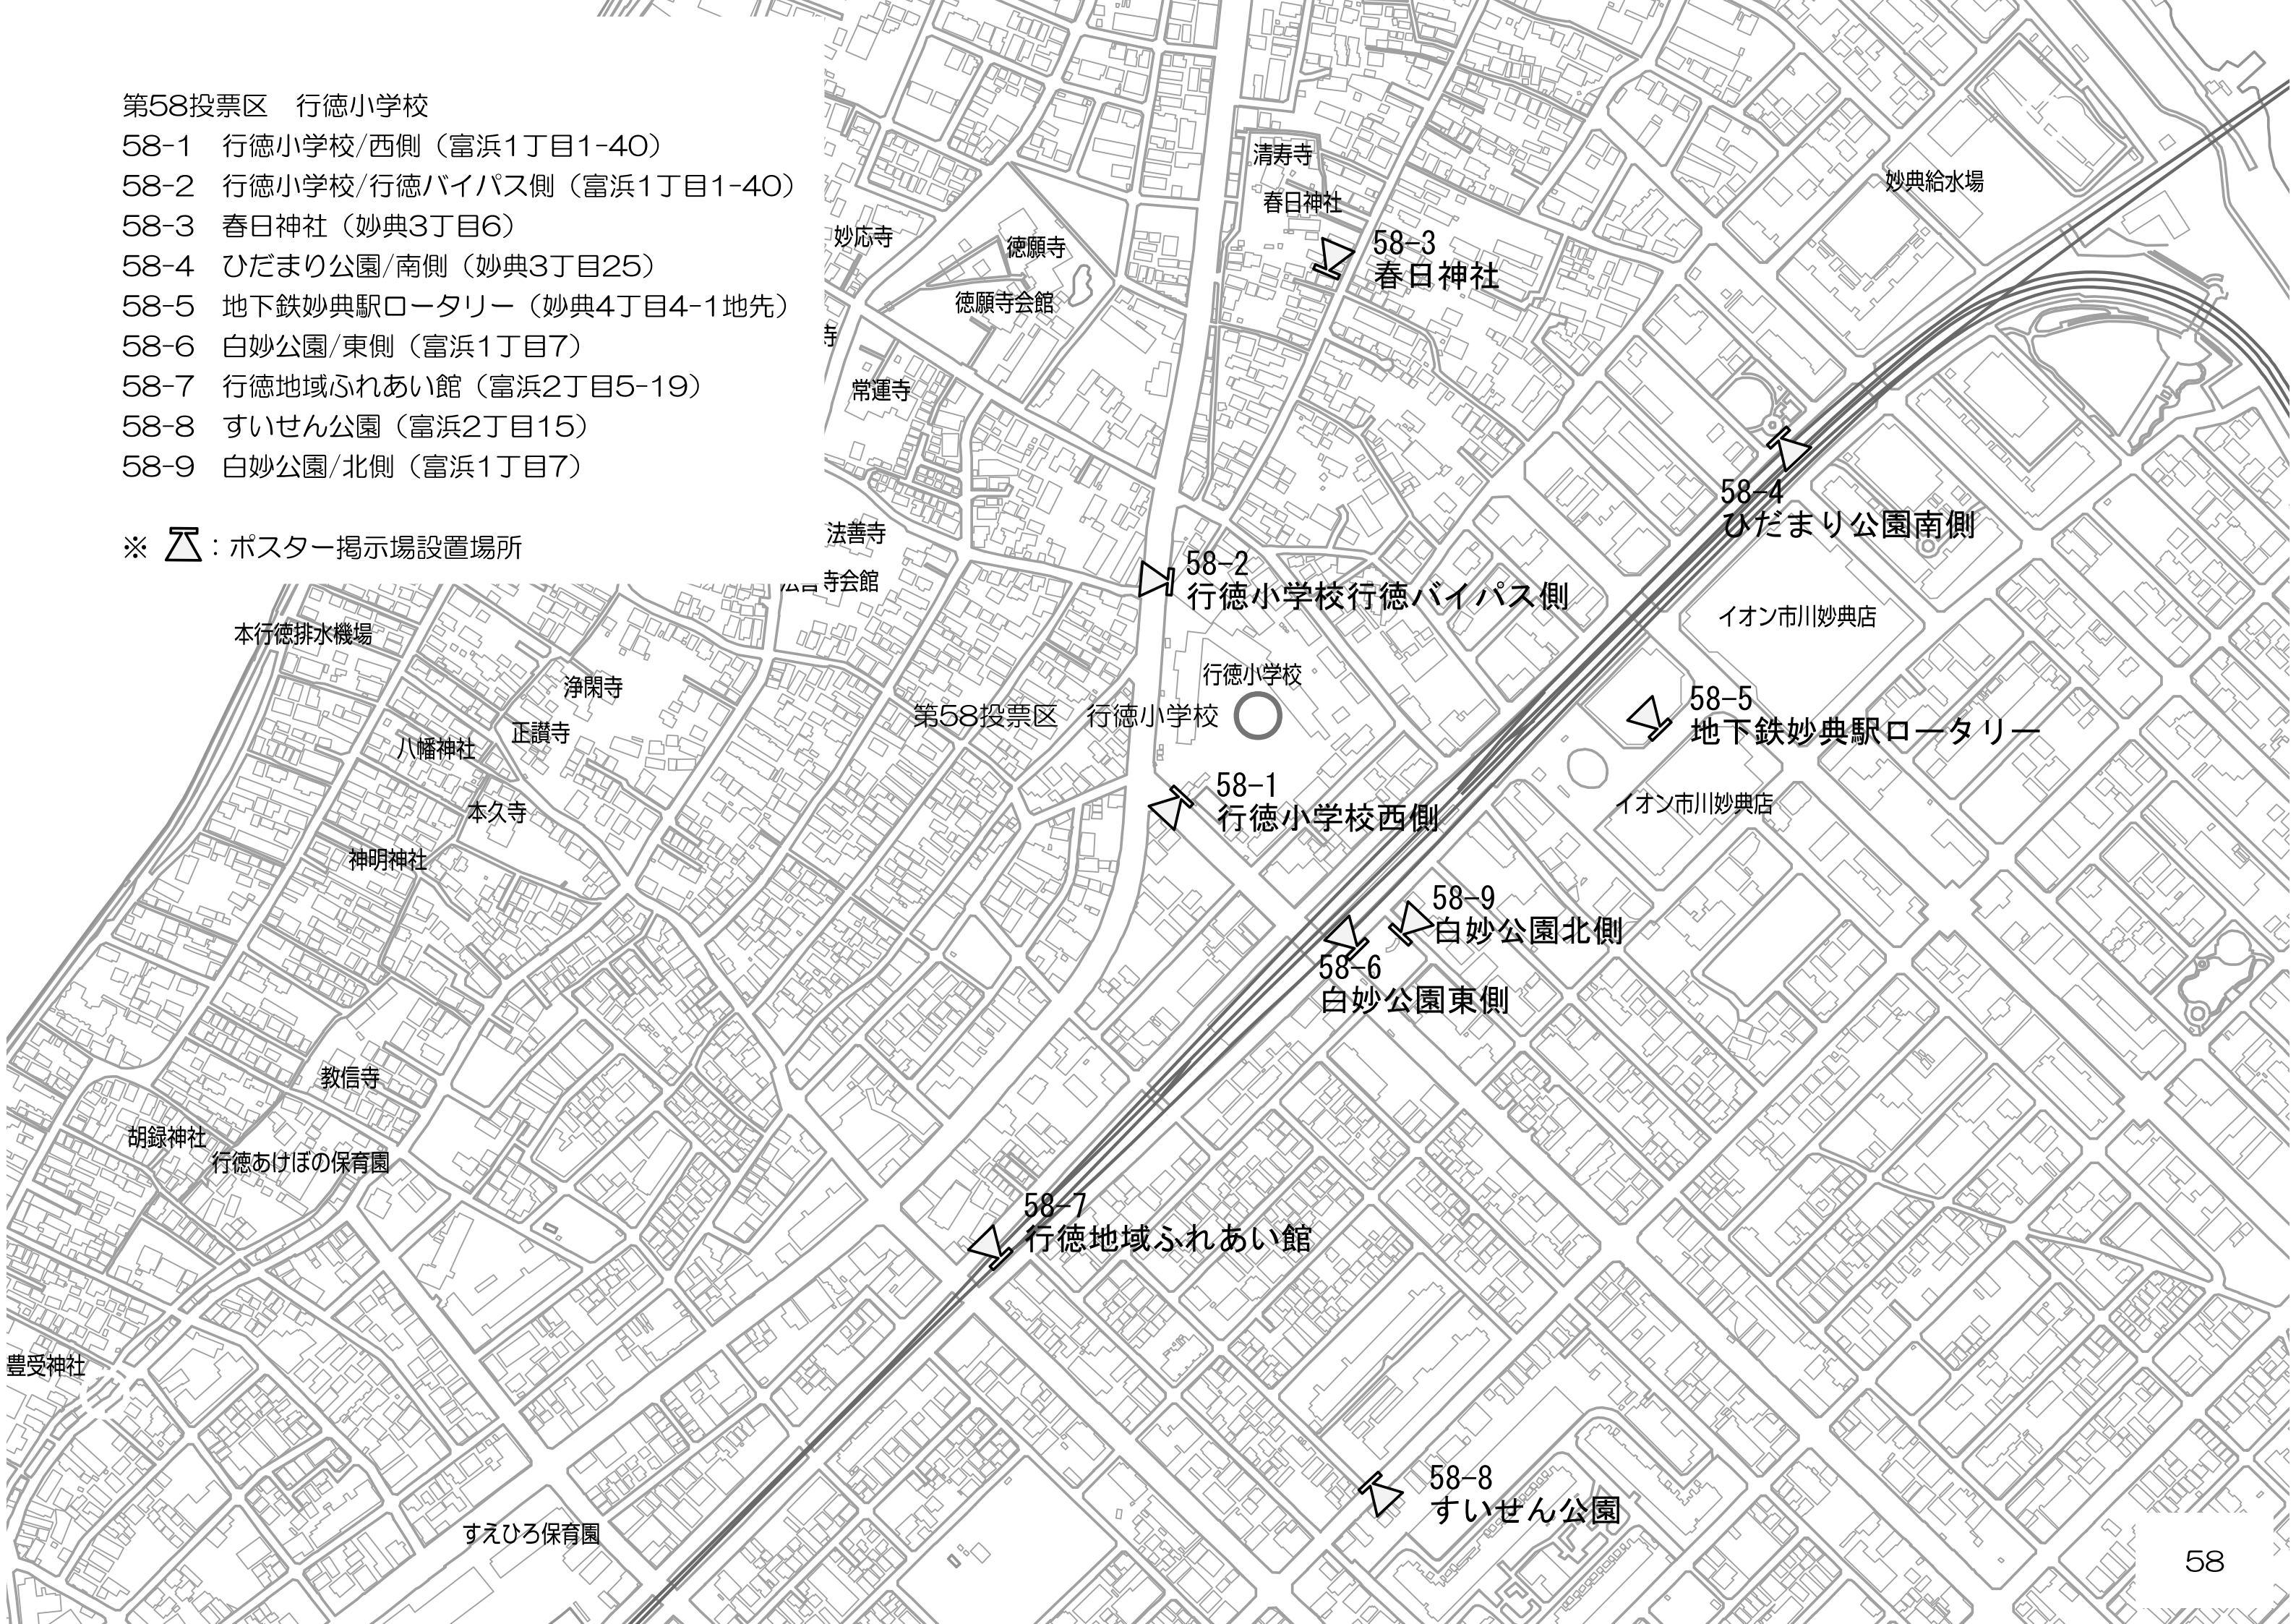 第58投票区　行徳小学校
58-1　行徳小学校/西側（富浜1丁目1-40）
58-2　行徳小学校/行徳バイパス側（富浜1丁目1-40）
58-3　春日神社（妙典3丁目6）
58-4　ひだまり公園/南側（妙典3丁目25）
58-5　地下鉄妙典駅ロータリー（妙典4丁目4-1地先）
58-6　白妙公園/東側（富浜1丁目7）
58-7　行徳地域ふれあい館（富浜2丁目5-19）
58-8　すいせん公園（富浜2丁目15）
58-9　白妙公園/北側（富浜1丁目7）
※　：ポスター掲示場設置場所
清寿寺
春日神社
妙典給水場
妙応寺
徳願寺
徳願寺会館
58-3
春日神社
寺
常運寺
58-4
ひだまり公園南側
法善寺
寺会館
58-2
行徳小学校行徳バイパス側
イオン市川妙典店
本行徳排水機場
浄閑寺
行徳小学校
第58投票区　行徳小学校
58-5
地下鉄妙典駅ロータリー
正讃寺
八幡神社
58-1
行徳小学校西側
イオン市川妙典店
本久寺
神明神社
58-9
白妙公園北側
58-6
白妙公園東側
教信寺
胡録神社
行徳あけぼの保育園
58-7
行徳地域ふれあい館
豊受神社
58-8
すいせん公園
すえひろ保育園
58